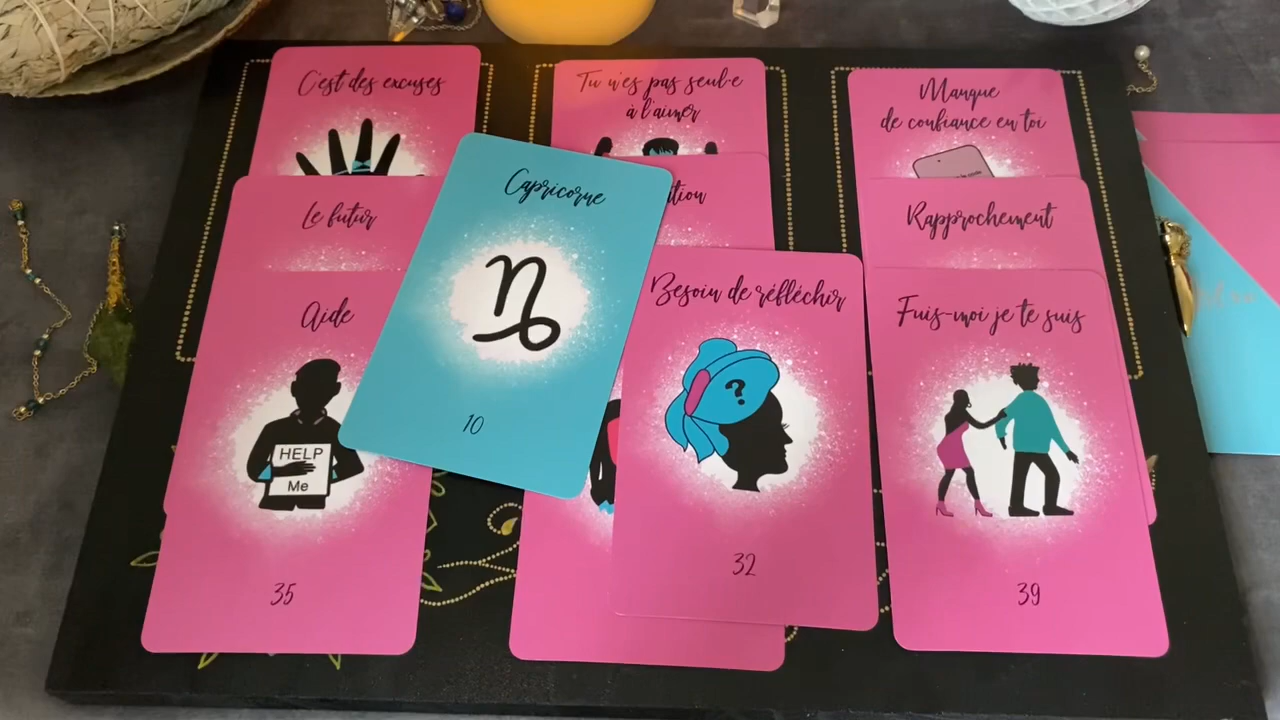 C'est des excuses
Tu n'es pas seul·e
à l'aimer
Manque
de confiance en toi
Le futur
Capricorne
Rapprochement
Aide
Besoin de réfléchir
Fuis-moi je te suis
?
HELP
Me
10
32
35
39